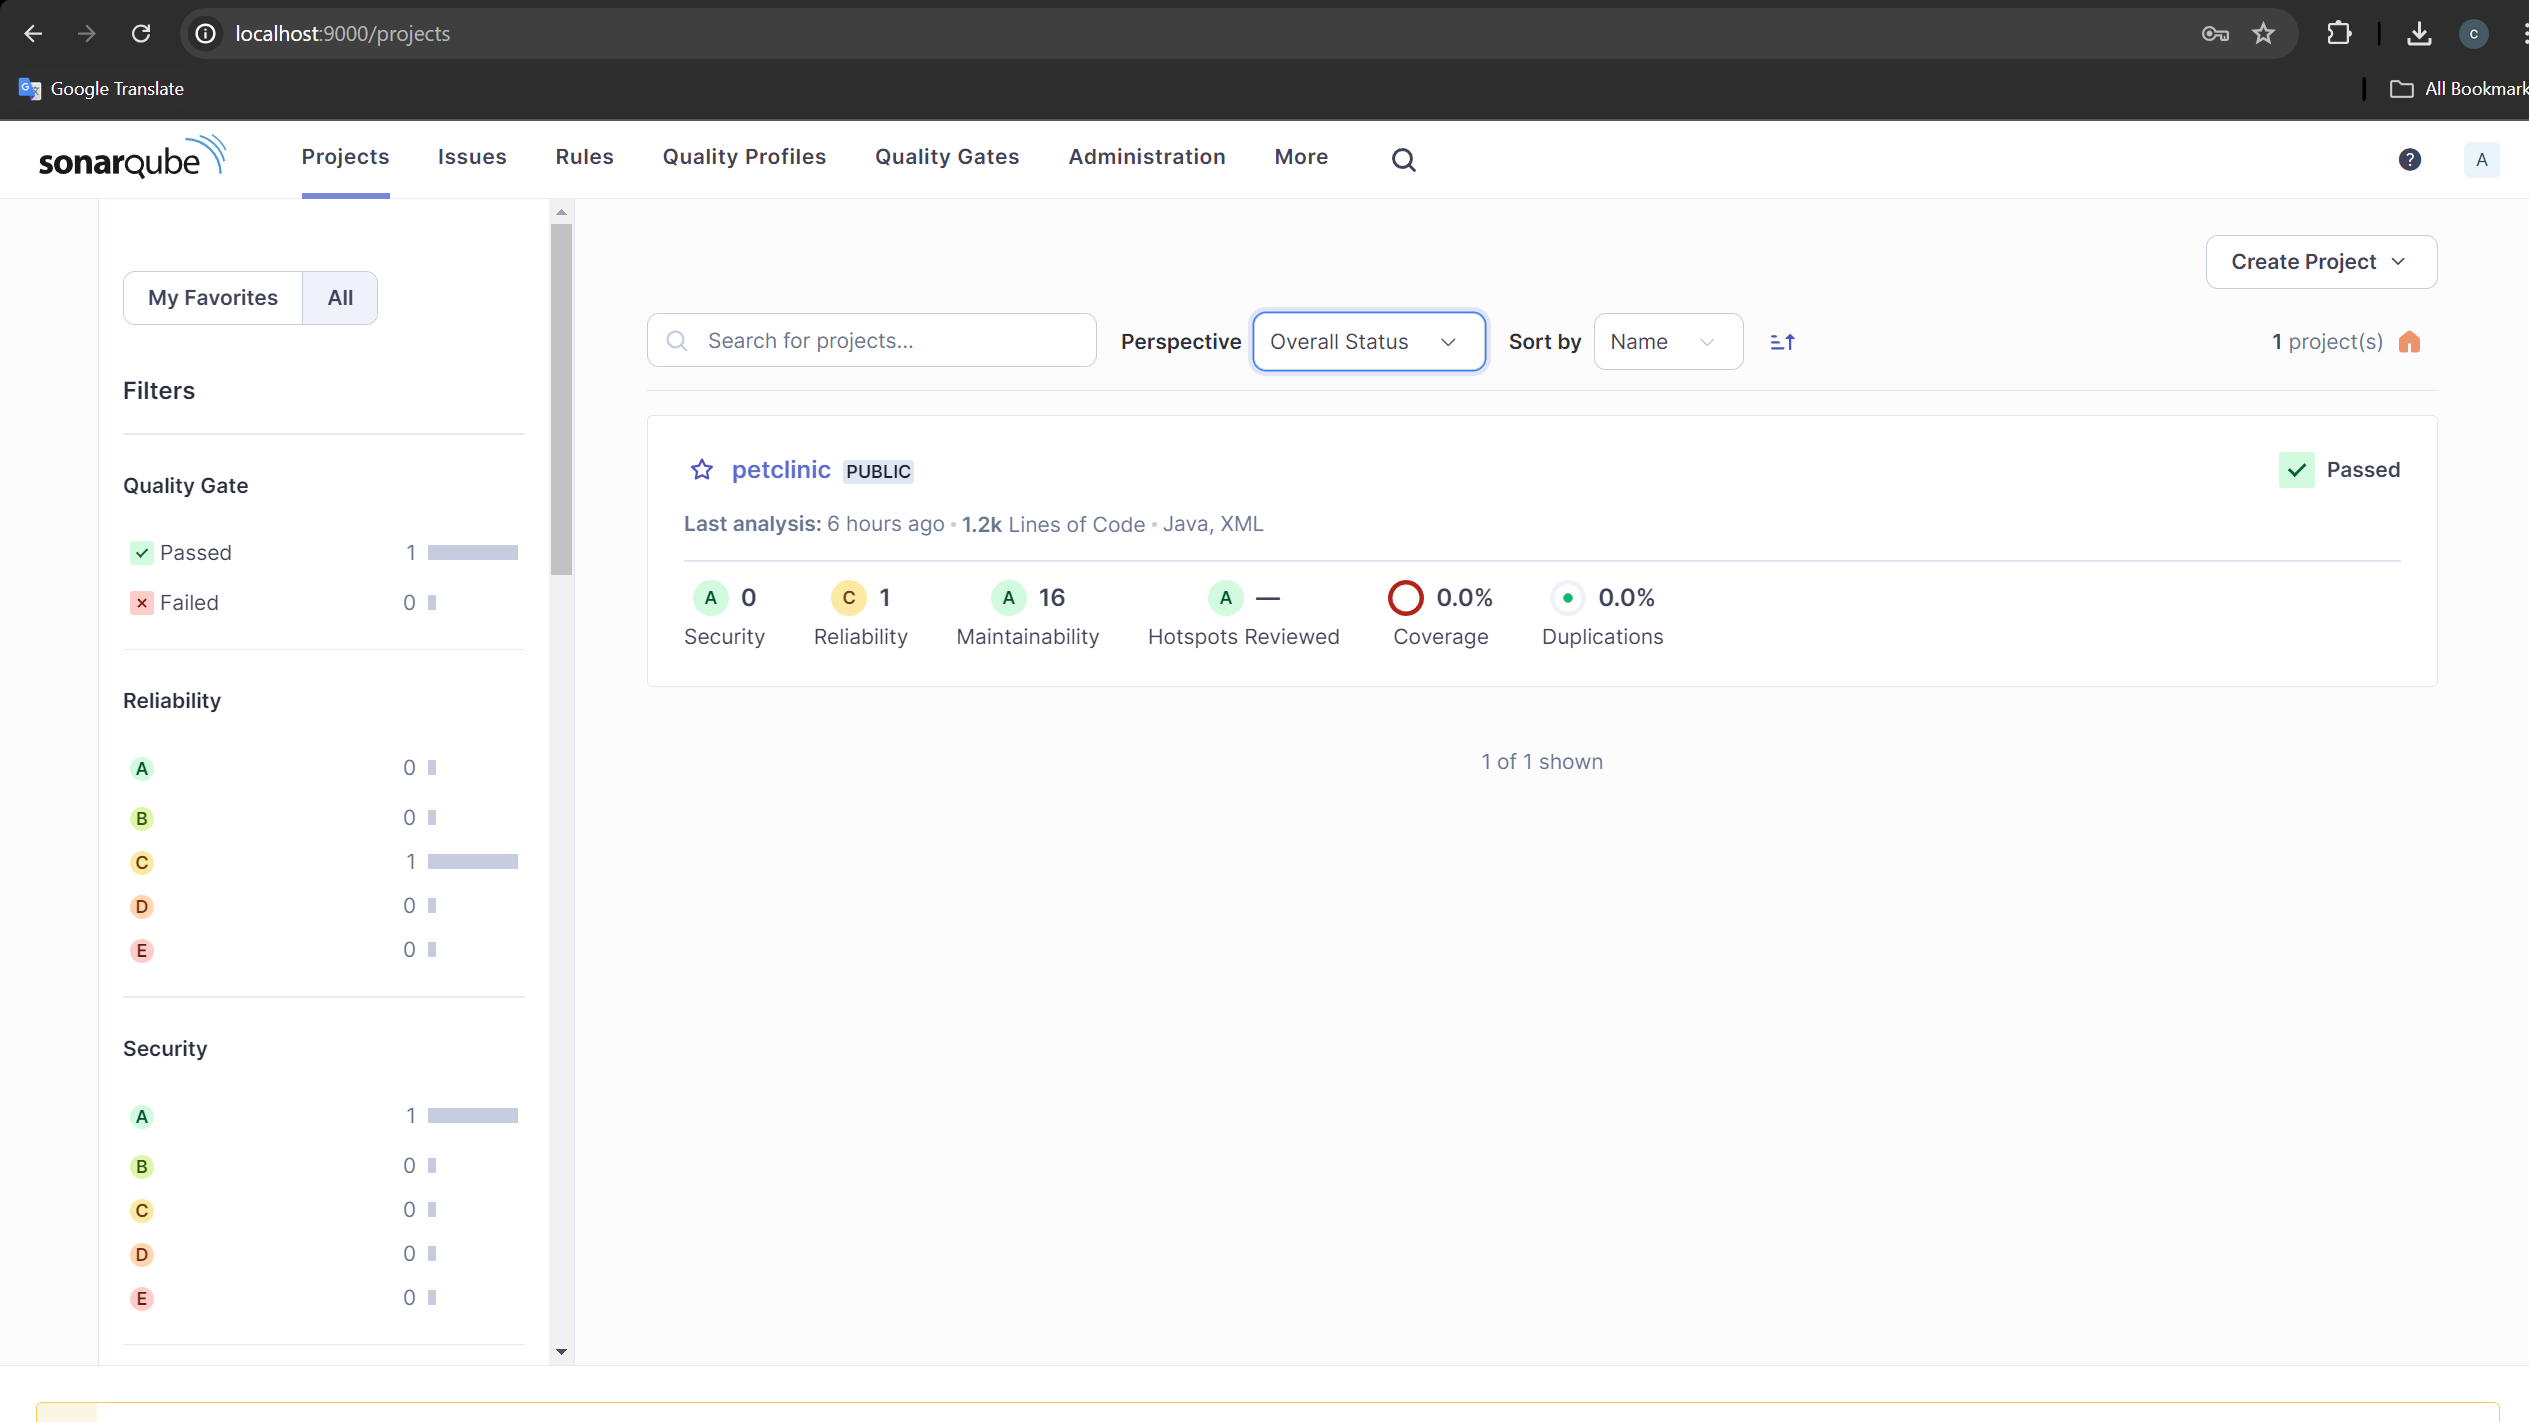 localhost:9000/projects
C
Google Translate
All Bookmark
sonarqube
Projects Issues Rules Quality Profiles Quality Gates Administration More
?
A
My Favorites All
Filters
Quality Gate
Passed 1
Failed 0
Reliability
A 0
B 0
C 1
D 0
E 0
Security
A 1
B 0
C 0
D 0
E 0
Create Project
Search for projects... Perspective Overall Status Sort by Name 1 project(s)
petclinic PUBLIC Passed
Last analysis: 6 hours ago • 1.2k Lines of Code • Java, XML
A 0 C 1 A 16 A — 0.0% 0.0%
Security Reliability Maintainability Hotspots Reviewed Coverage Duplications
1 of 1 shown